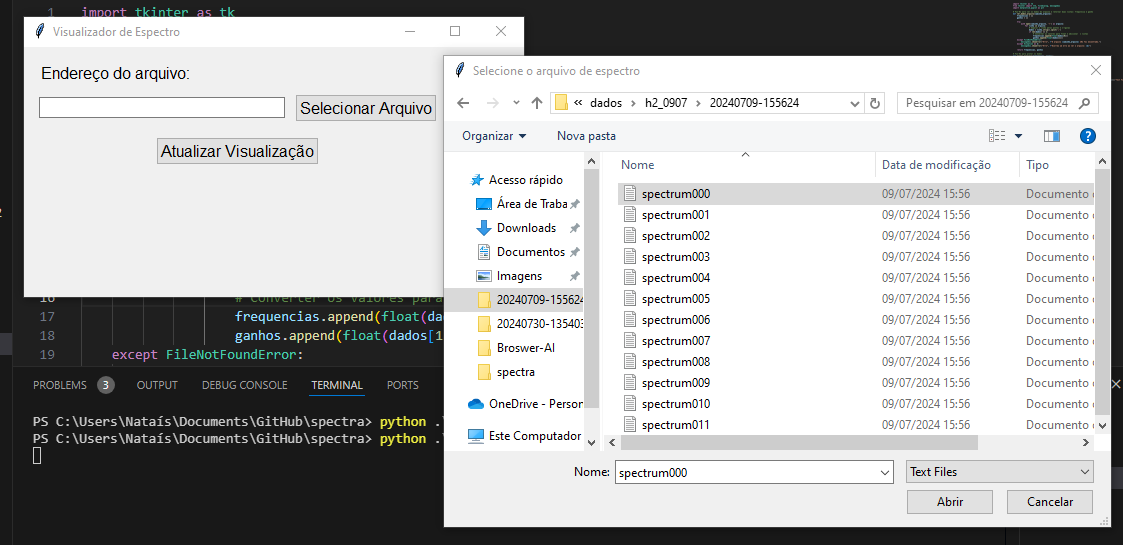 1 import tkinter as tk
Visualizador de Espectro
Endereço do arquivo:
Selecionar Arquivo
Atualizar Visualização
2
16 # Converter os valores para
17 frequencias.append(float(da
18 ganhos.append(float(dados[1
19 except FileNotFoundError:
PROBLEMS 3 OUTPUT DEBUG CONSOLE TERMINAL PORTS
PS C:\Users\Nataís\Documents\GitHub\spectra> python .\
PS C:\Users\Nataís\Documents\GitHub\spectra> python .\
Selecione o arquivo de espectro
« dados › h2_0907 › 20240709-155624
Pesquisar em 20240709-155624
Organizar Nova pasta
Acesso rápido
Área de Traba
Downloads
Documentos
Imagens
20240709-155624
20240730-135403
Broswer-AI
spectra
OneDrive - Person
Este Computador
Nome Data de modificação Tipo
spectrum000 09/07/2024 15:56 Documento d
spectrum001 09/07/2024 15:56 Documento d
spectrum002 09/07/2024 15:56 Documento d
spectrum003 09/07/2024 15:56 Documento d
spectrum004 09/07/2024 15:56 Documento d
spectrum005 09/07/2024 15:56 Documento d
spectrum006 09/07/2024 15:56 Documento d
spectrum007 09/07/2024 15:56 Documento d
spectrum008 09/07/2024 15:56 Documento d
spectrum009 09/07/2024 15:56 Documento d
spectrum010 09/07/2024 15:56 Documento d
spectrum011 09/07/2024 15:56 Documento d
Nome: spectrum000 Text Files
Abrir Cancelar